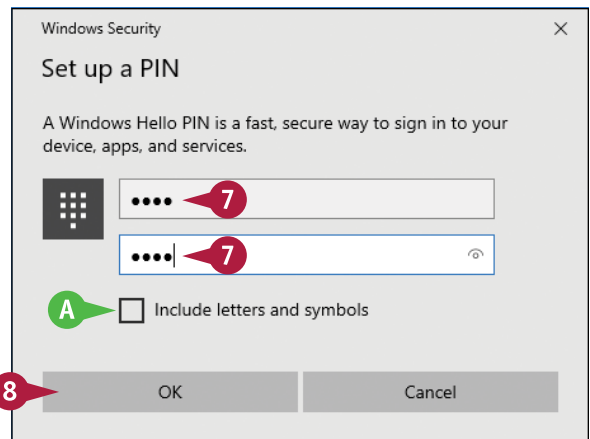 Windows Security
Set up a PIN
A Windows Hello PIN is a fast, secure way to sign in to your
device, apps, and services.
•••• 7
•••• 7
A Include letters and symbols
8 OK Cancel